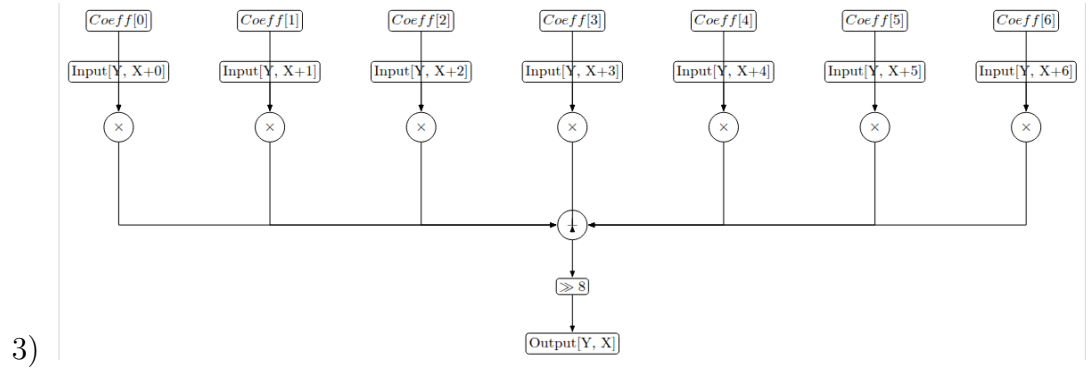 Coeff[0] Coeff[1] Coeff[2] Coeff[3] Coeff[4] Coeff[5] Coeff[6]
Input[Y, X+0] Input[Y, X+1] Input[Y, X+2] Input[Y, X+3] Input[Y, X+4] Input[Y, X+5] Input[Y, X+6]
× × × × × × ×
+
≫ 8
Output[Y, X]
3)